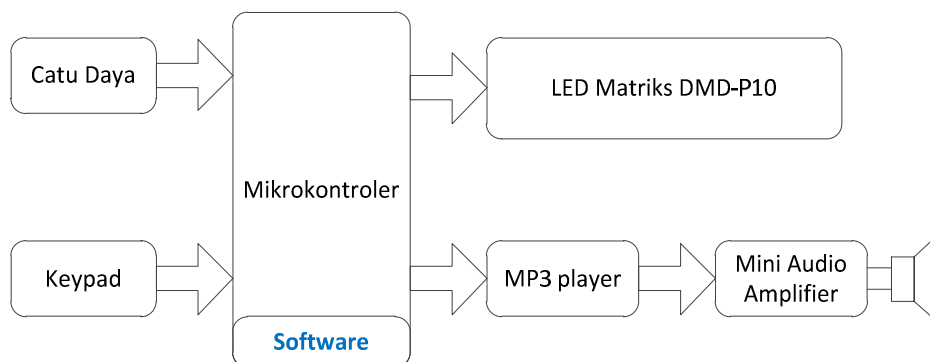 Catu Daya
LED Matriks DMD-P10
Mikrokontroler
Keypad
MP3 player
Mini Audio
Amplifier
Software